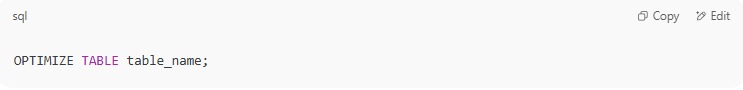 sql Copy Edit
OPTIMIZE TABLE table_name;